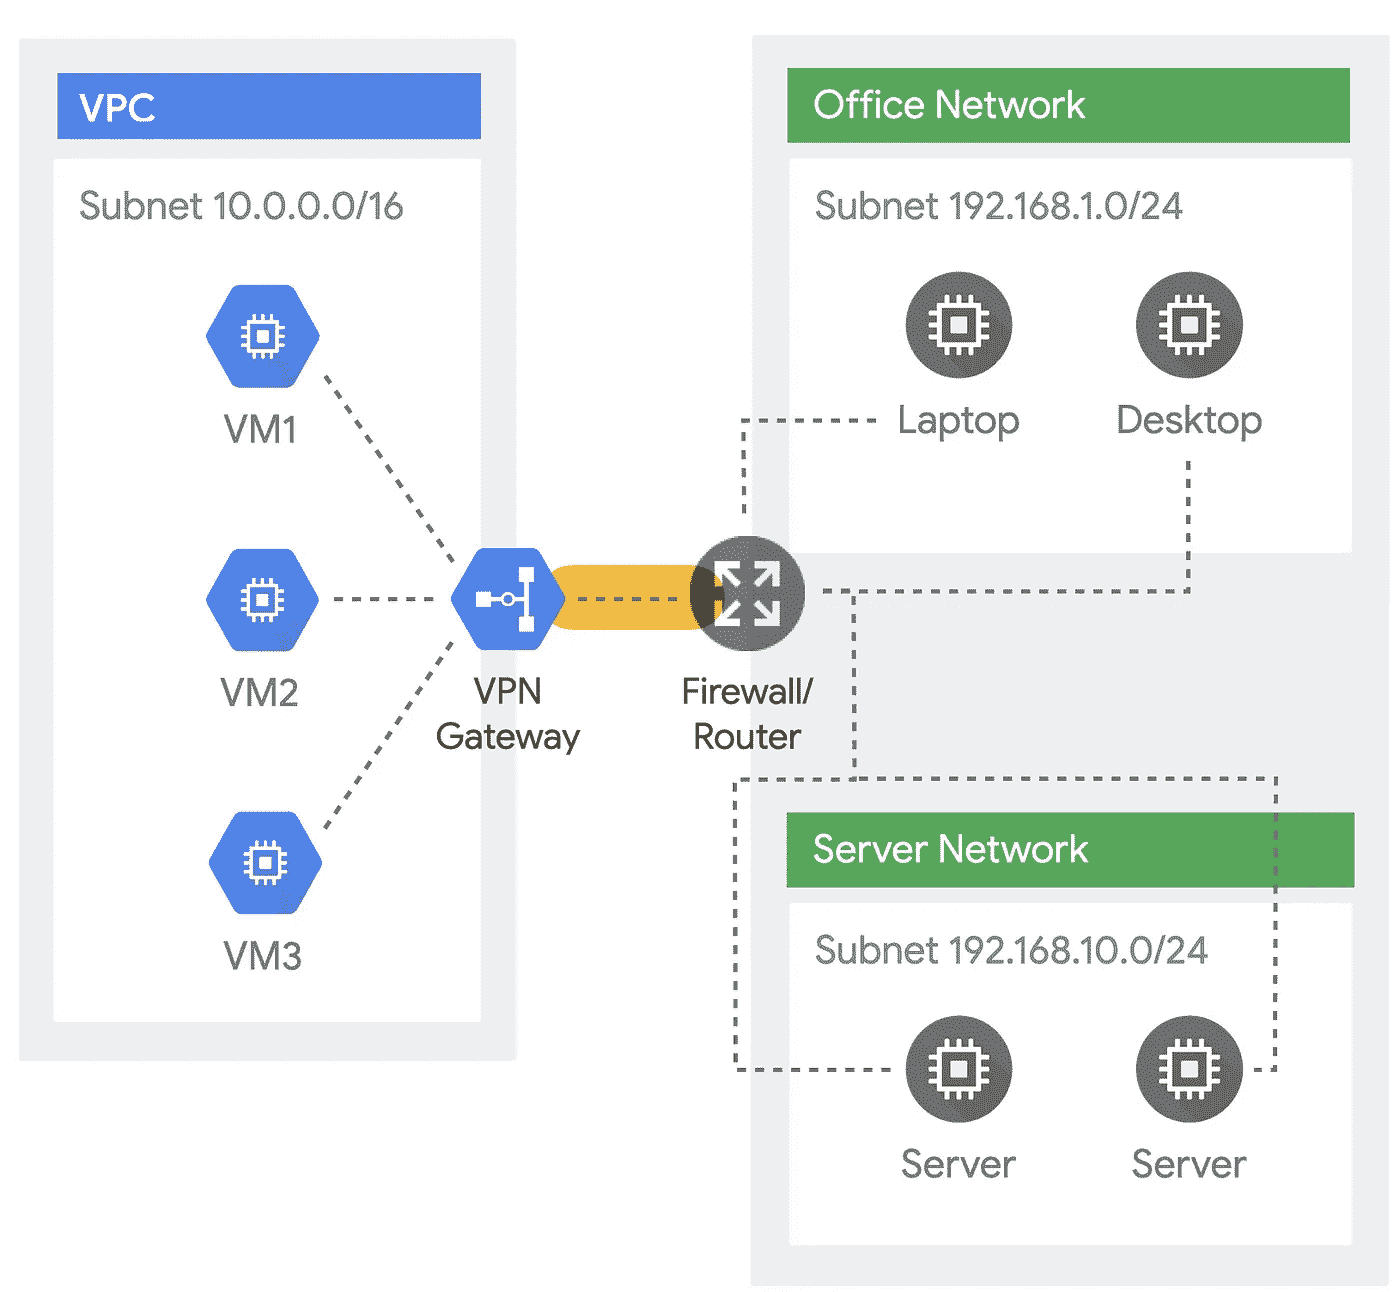 VPC
Subnet 10.0.0.0/16
VM1
VM2
VM3
VPN
Gateway
Firewall/
Router
Office Network
Subnet 192.168.1.0/24
Laptop
Desktop
Server Network
Subnet 192.168.10.0/24
Server
Server